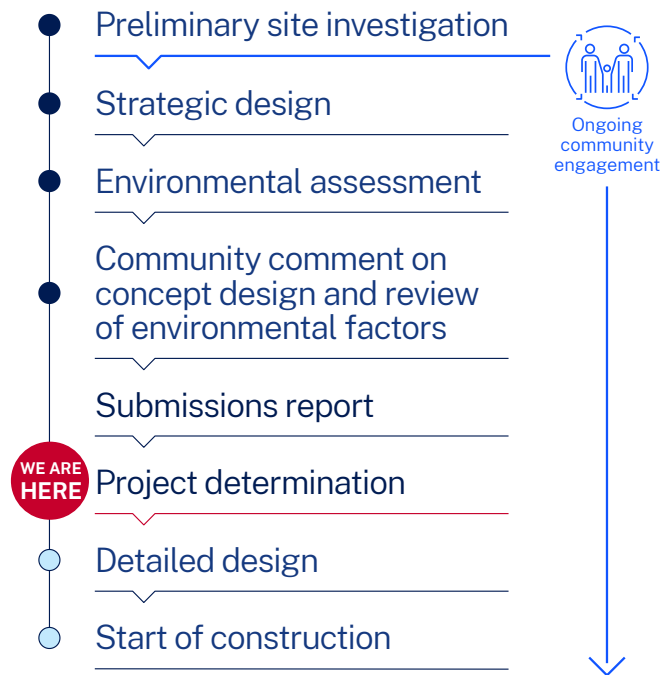 Preliminary site investigation
Ongoing
community
engagement
Strategic design
Environmental assessment
Community comment on
concept design and review
of environmental factors
Submissions report
WE ARE
HERE
Project determination
Detailed design
Start of construction